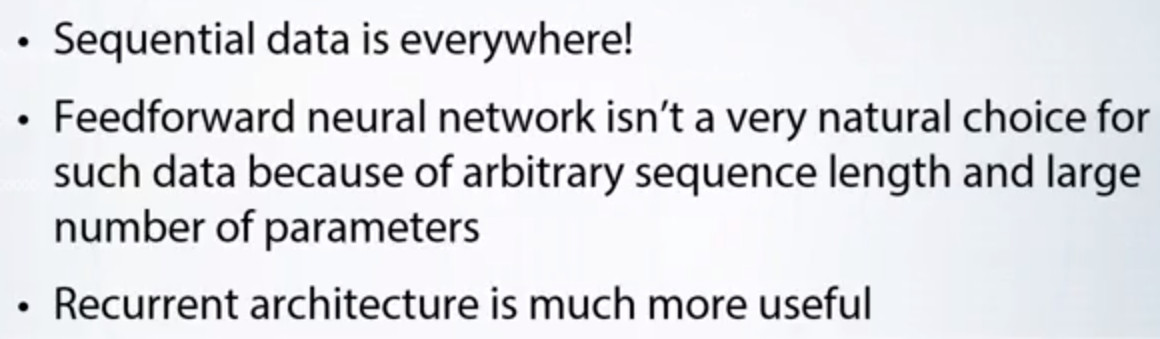 • Sequential data is everywhere!
• Feedforward neural network isn’t a very natural choice for
such data because of arbitrary sequence length and large
number of parameters
• Recurrent architecture is much more useful